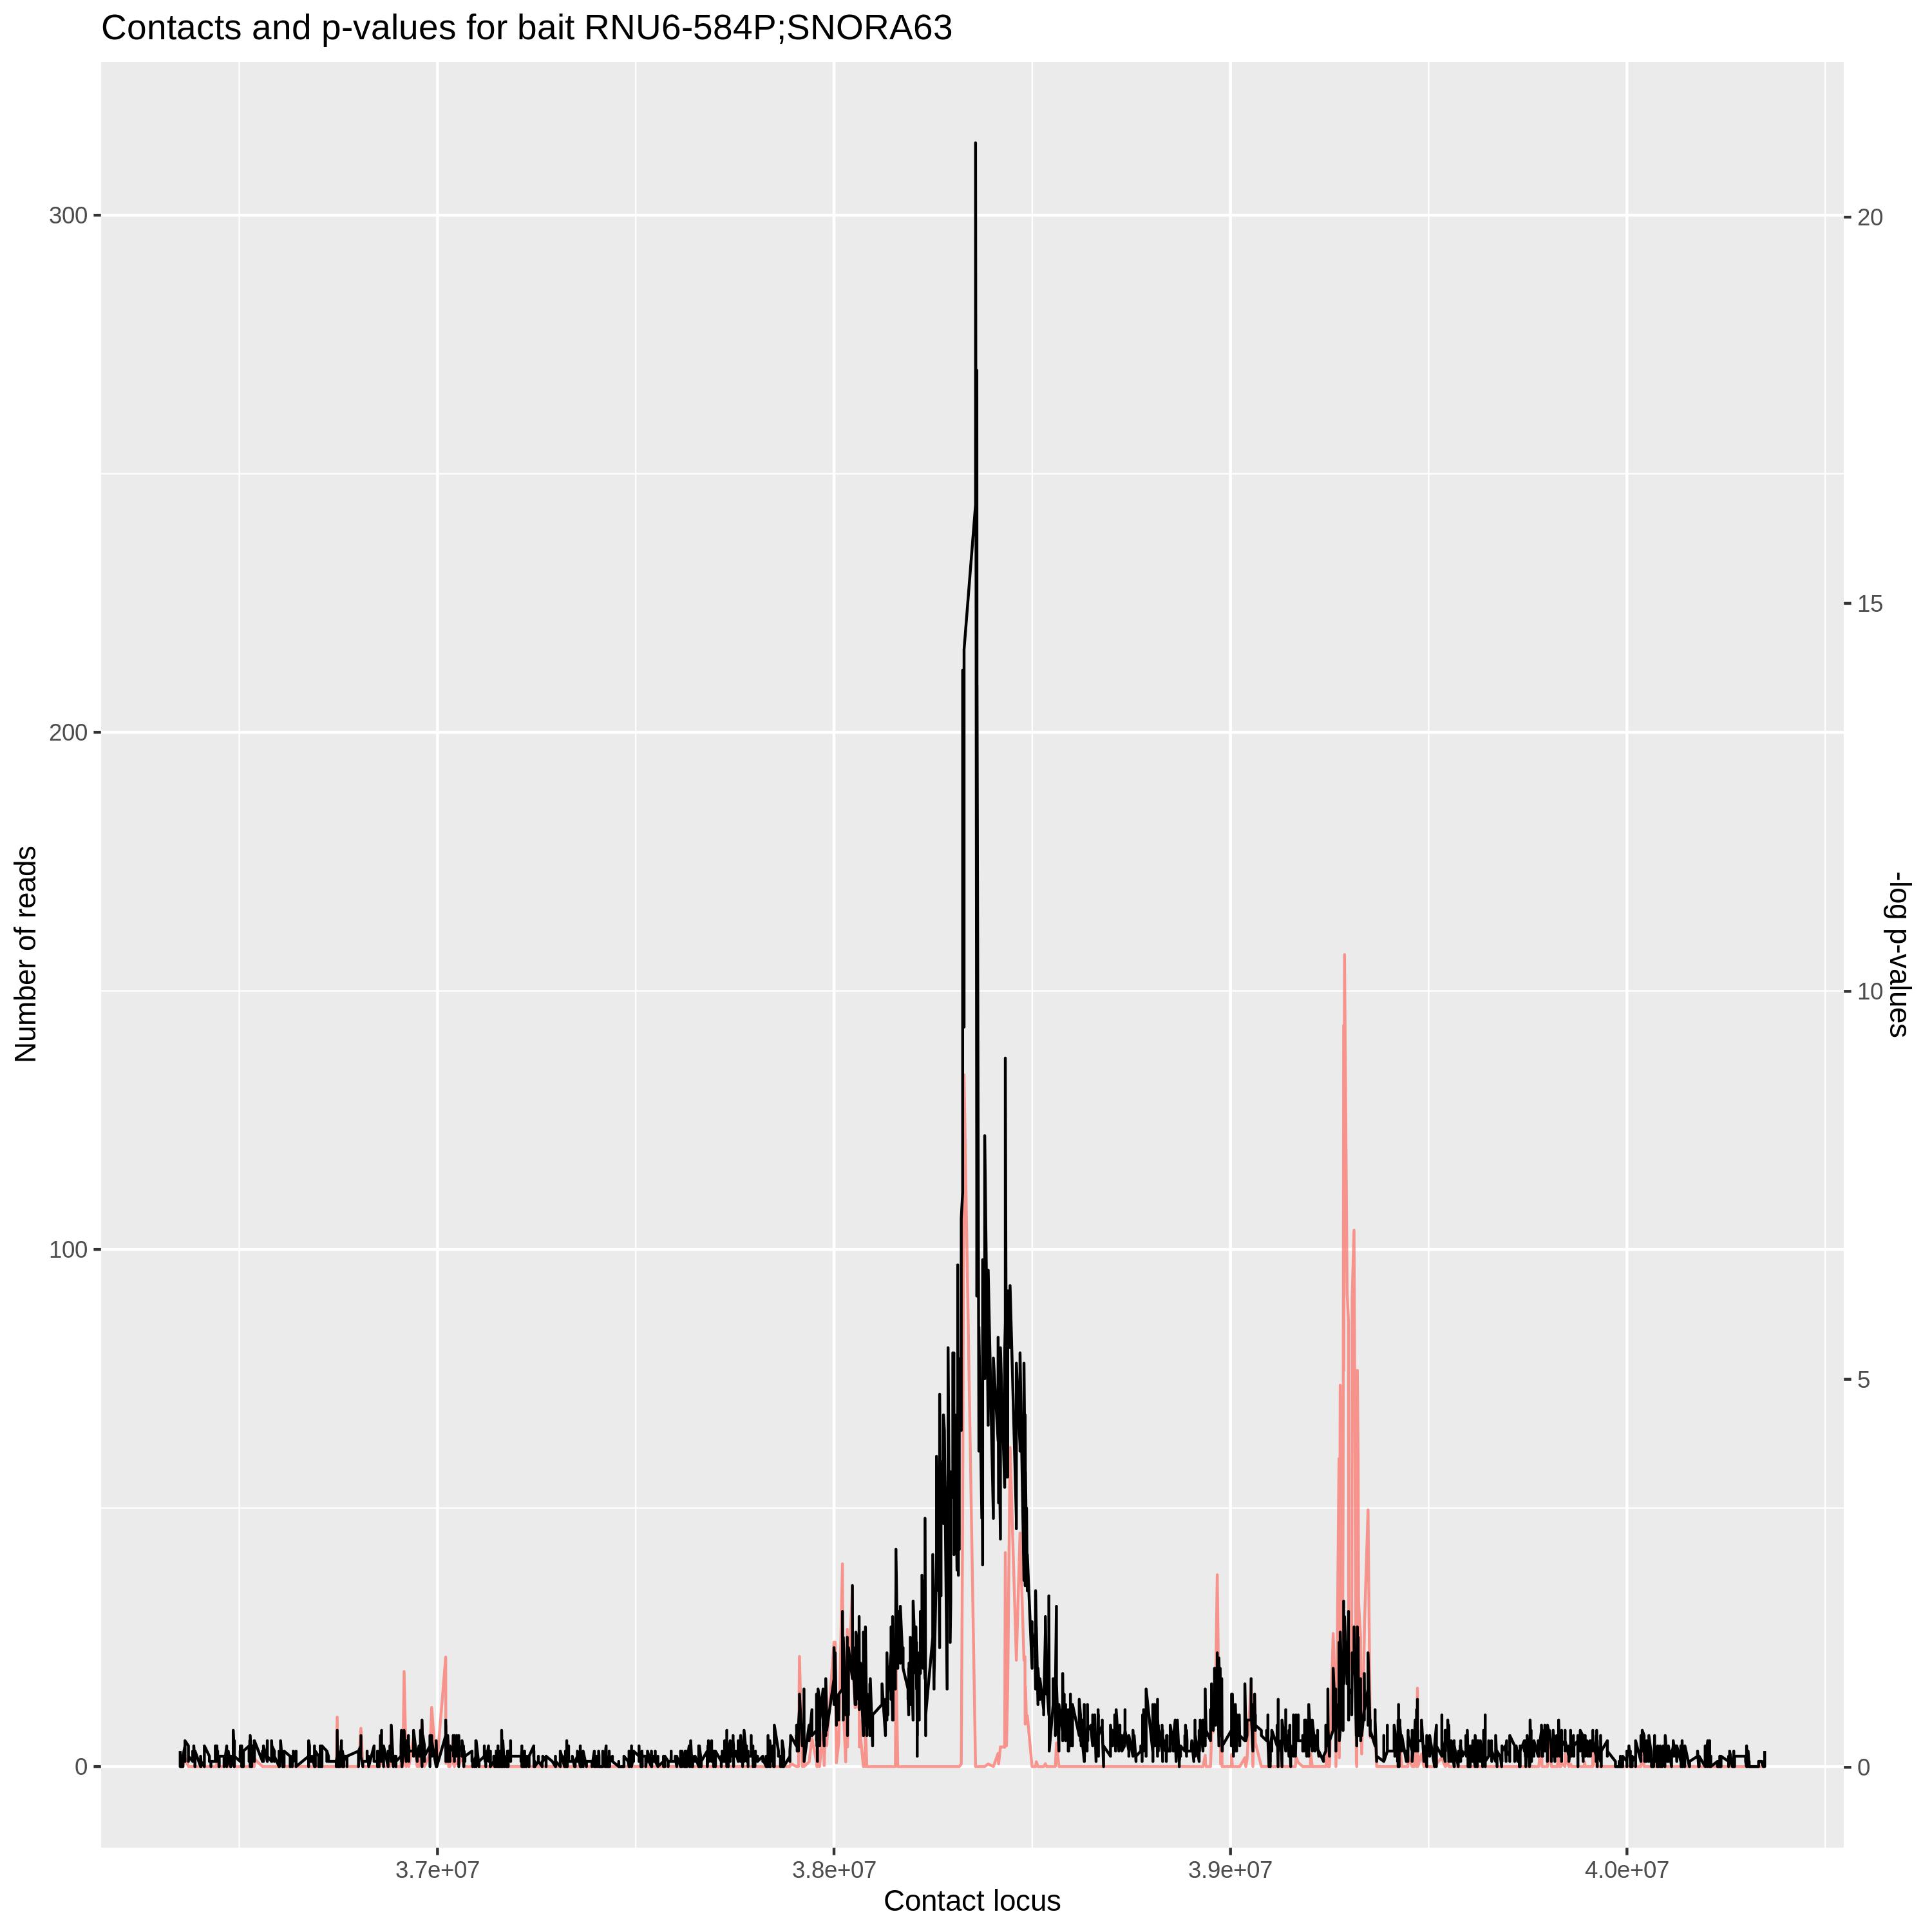 Contacts and p-values for bait RNU6-584P;SNORA63
300
200
100
0
Number of reads
20
15
10
5
0
-log p-values
3.7e+07
3.8e+07
3.9e+07
4.0e+07
Contact locus